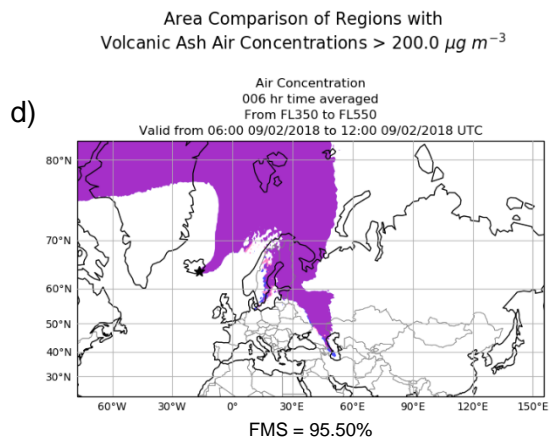 Area Comparison of Regions with
Volcanic Ash Air Concentrations > 200.0 μg m⁻³
d)
Air Concentration
006 hr time averaged
From FL350 to FL550
Valid from 06:00 09/02/2018 to 12:00 09/02/2018 UTC
80°N
70°N
60°N
50°N
40°N
30°N
60°W 30°W 0° 30°E 60°E 90°E 120°E 150°E
FMS = 95.50%